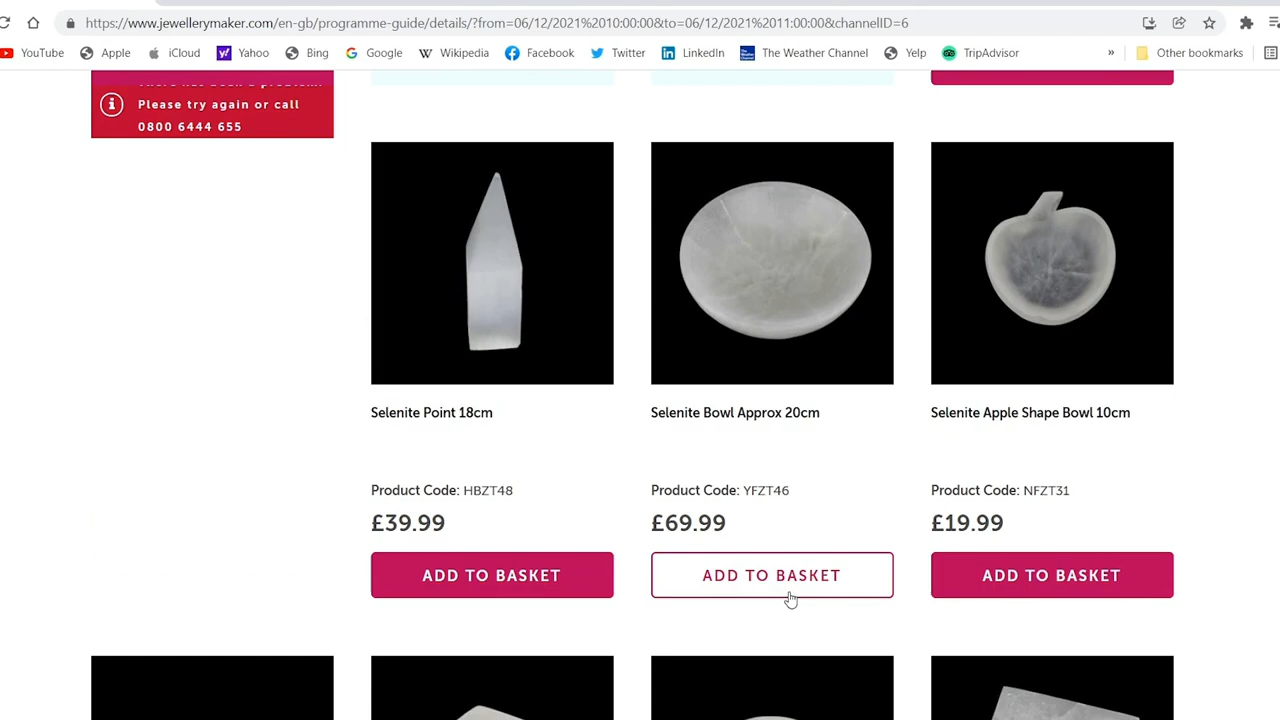 https://www.jewellerymaker.com/en-gb/programme-guide/details/?from=06/12/2021%2010:00:00&to=06/12/2021%2011:00:00&channelID=6
YouTube Apple iCloud Yahoo Bing Google Wikipedia Facebook Twitter LinkedIn The Weather Channel Yelp TripAdvisor » Other bookmarks
There has been a problem.
Please try again or call
0800 6444 655
Selenite Point 18cm
Product Code: HBZT48
£39.99
ADD TO BASKET
Selenite Bowl Approx 20cm
Product Code: YFZT46
£69.99
ADD TO BASKET
Selenite Apple Shape Bowl 10cm
Product Code: NFZT31
£19.99
ADD TO BASKET